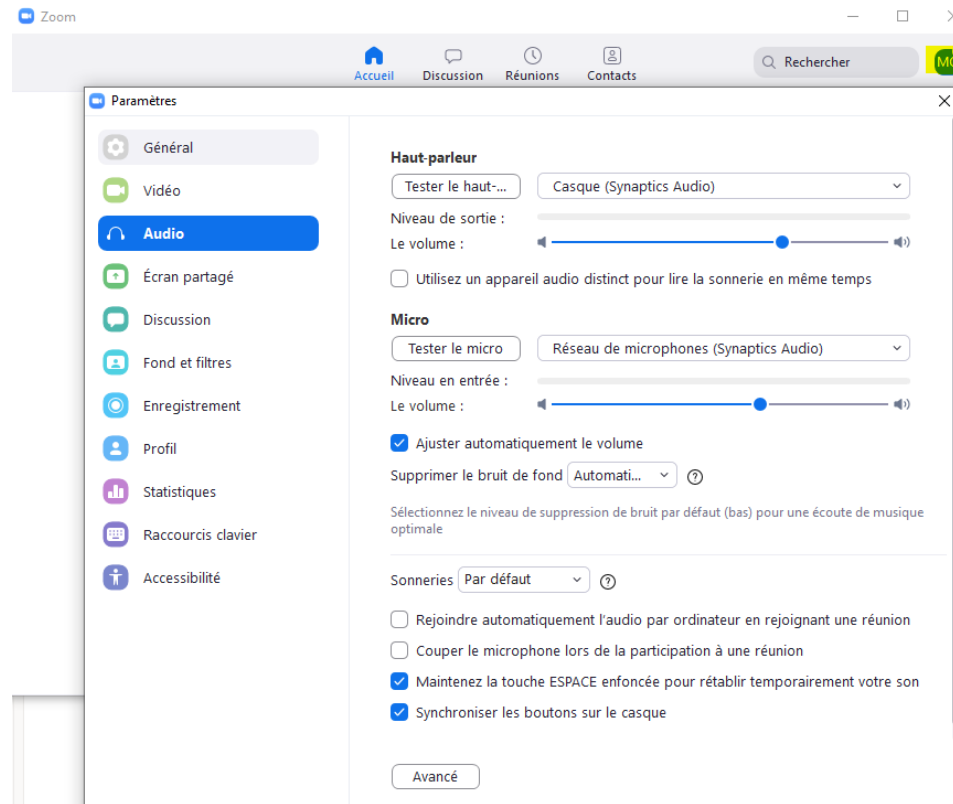 Zoom
Accueil
Discussion
Réunions
Contacts
Rechercher
Paramètres
Général
Vidéo
Audio
Écran partagé
Discussion
Fond et filtres
Enregistrement
Profil
Statistiques
Raccourcis clavier
Accessibilité
Haut-parleur
Tester le haut-...
Casque (Synaptics Audio)
Niveau de sortie :
Le volume :
Utilisez un appareil audio distinct pour lire la sonnerie en même temps
Micro
Tester le micro
Réseau de microphones (Synaptics Audio)
Niveau en entrée :
Le volume :
Ajuster automatiquement le volume
Supprimer le bruit de fond Automati...
Sélectionnez le niveau de suppression de bruit par défaut (bas) pour une écoute de musique
optimale
Sonneries Par défaut
Rejoindre automatiquement l'audio par ordinateur en rejoignant une réunion
Couper le microphone lors de la participation à une réunion
Maintenez la touche ESPACE enfoncée pour rétablir temporairement votre son
Synchroniser les boutons sur le casque
Avancé